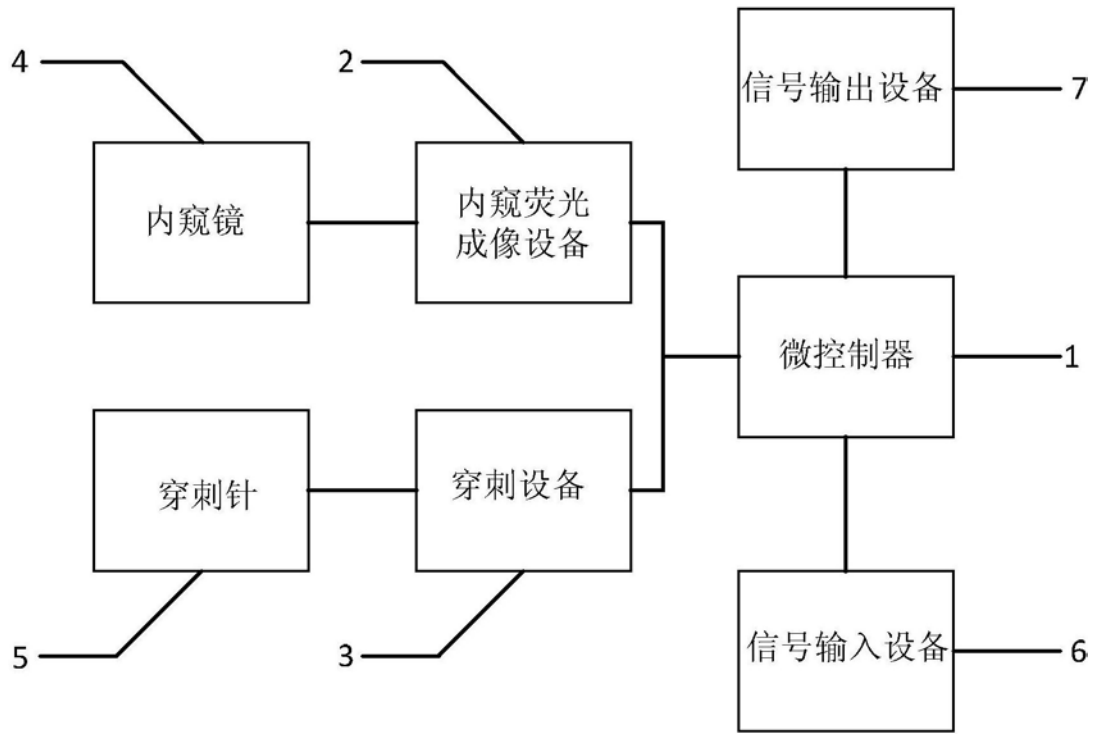 4
2
信号输出设备
7
内窥镜
内窥荧光
成像设备
微控制器
1
穿刺针
穿刺设备
5
3
信号输入设备
6